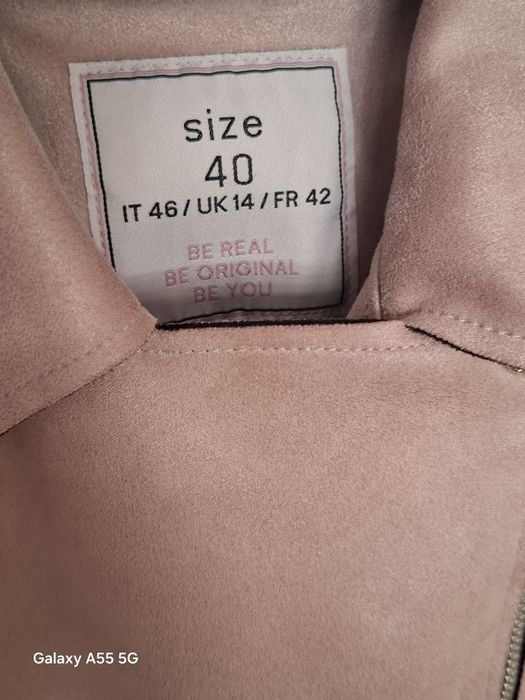 size
40
IT 46 / UK 14 / FR 42
BE REAL
BE ORIGINAL
BE YOU
Galaxy A55 5G